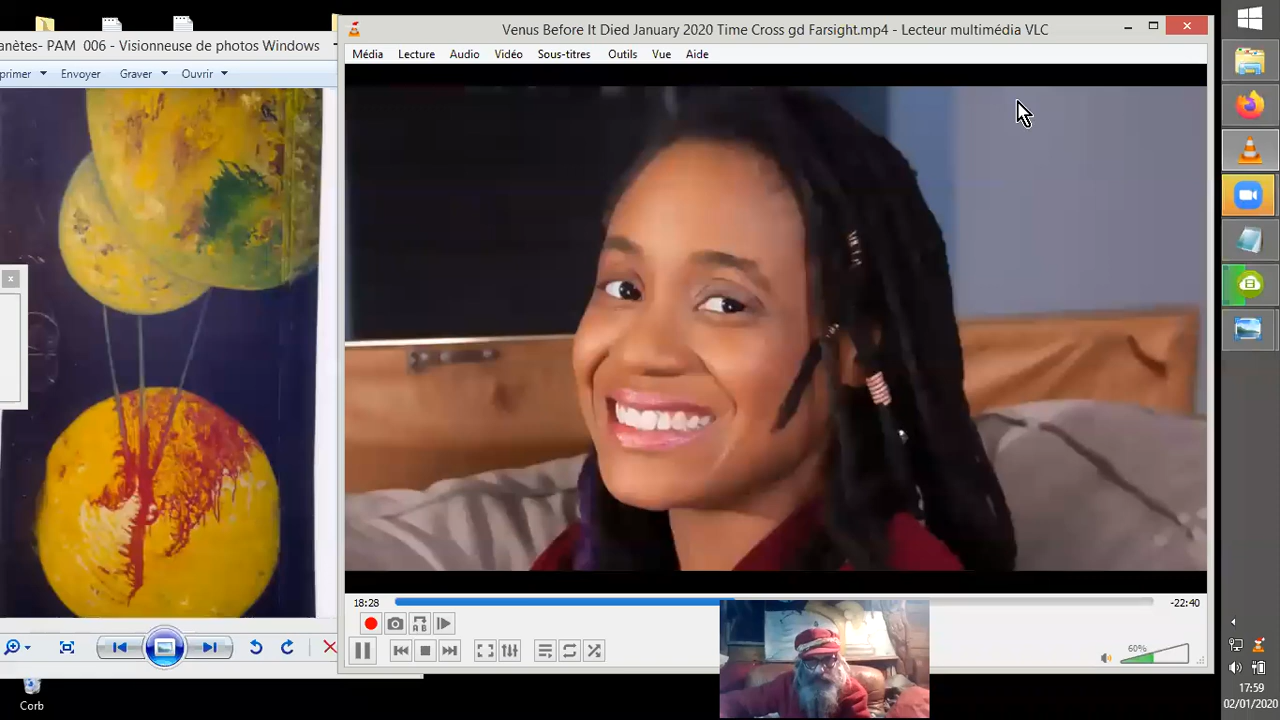 Venus Before It Died January 2020 Time Cross gd Farsight.mp4 - Lecteur multimédia VLC
anètes- PAM 006 - Visionneuse de photos Windows
Média Lecture Audio Vidéo Sous-titres Outils Vue Aide
primer Envoyer Graver Ouvrir
18:28
-22:40
A B
60%
Corb
17:59
02/01/2020